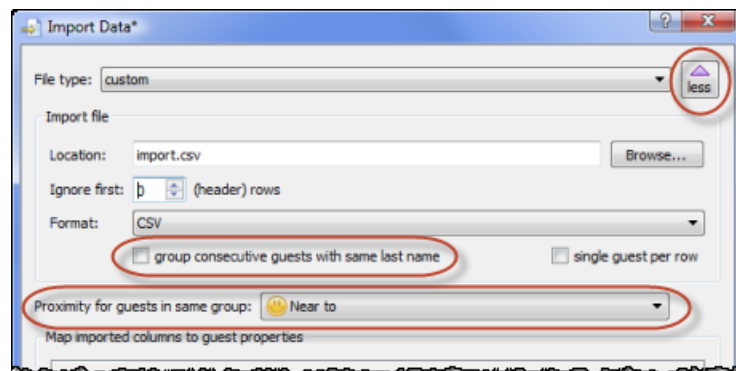 Import Data*
File type: custom
less
Import file
Location: import.csv Browse...
Ignore first: 0 (header) rows
Format: CSV
group consecutive guests with same last name single guest per row
Proximity for guests in same group: Near to
Map imported columns to guest properties